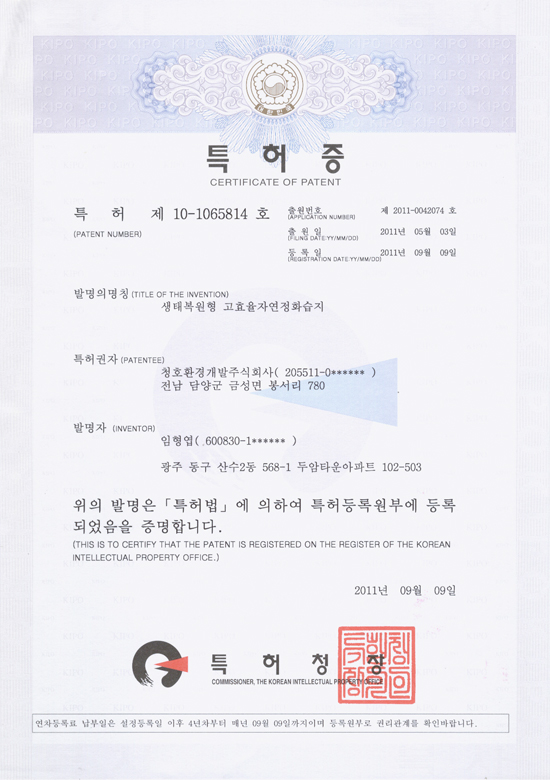 KIPO KIPO KIPO
대한민국
특 허 증
CERTIFICATE OF PATENT
특 허 제 10-1065814 호
(PATENT NUMBER)
출원번호 제 2011-0042074 호
(APPLICATION NUMBER)
출 원 일 2011년 05월 03일
(FILING DATE:YY/MM/DD)
등 록 일 2011년 09월 09일
(REGISTRATION DATE:YY/MM/DD)
발명의명칭 (TITLE OF THE INVENTION)
생태복원형 고효율자연정화습지
특허권자 (PATENTEE)
청호환경개발주식회사( 205511-0****** )
전남 담양군 금성면 봉서리 780
발명자 (INVENTOR)
임형엽( 600830-1****** )
광주 동구 산수2동 568-1 두암타운아파트 102-503
위의 발명은「특허법」에 의하여 특허등록원부에 등록
되었음을 증명합니다.
(THIS IS TO CERTIFY THAT THE PATENT IS REGISTERED ON THE REGISTER OF THE KOREAN
INTELLECTUAL PROPERTY OFFICE.)
2011년 09월 09일
특 허 청 장
COMMISSIONER, THE KOREAN INTELLECTUAL PROPERTY OFFICE
연차등록료 납부일은 설정등록일 이후 4년차부터 매년 09월 09일까지이며 등록원부로 권리관계를 확인바랍니다.